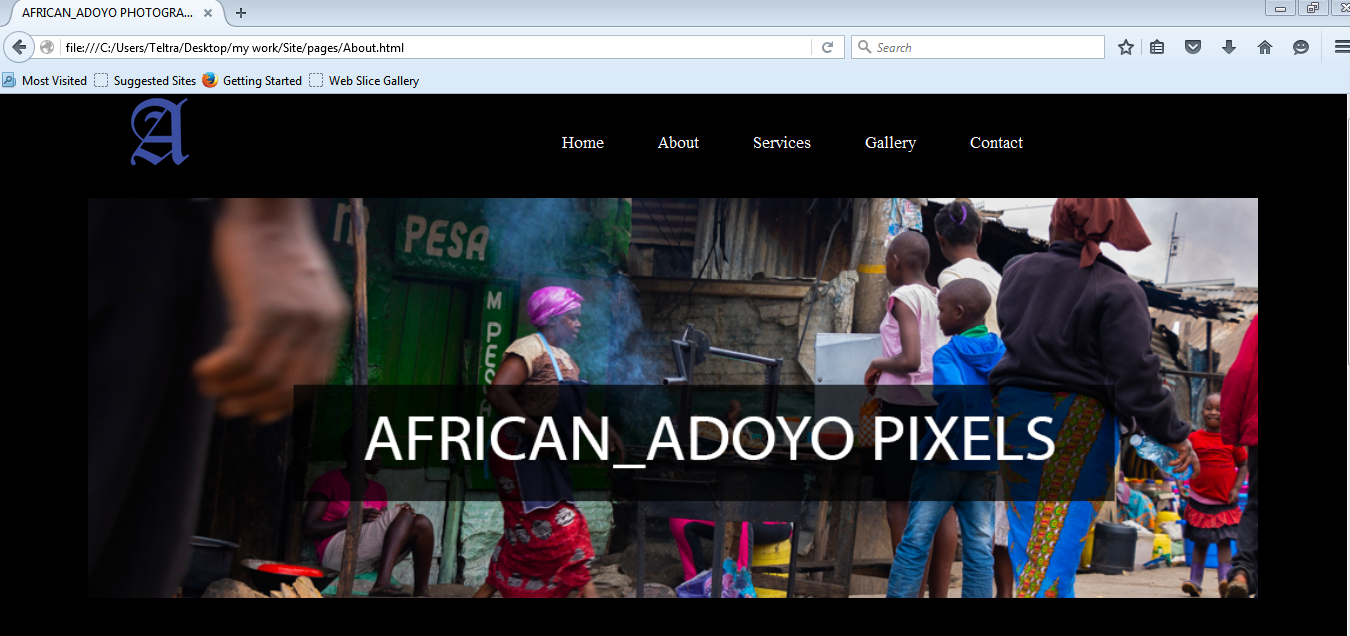 AFRICAN_ADOYO PHOTOGRA...
file:///C:/Users/Teltra/Desktop/my work/Site/pages/About.html
Search
Most Visited Suggested Sites Getting Started Web Slice Gallery
A
Home About Services Gallery Contact
m PESA
M PESA
AFRICAN_ADOYO PIXELS